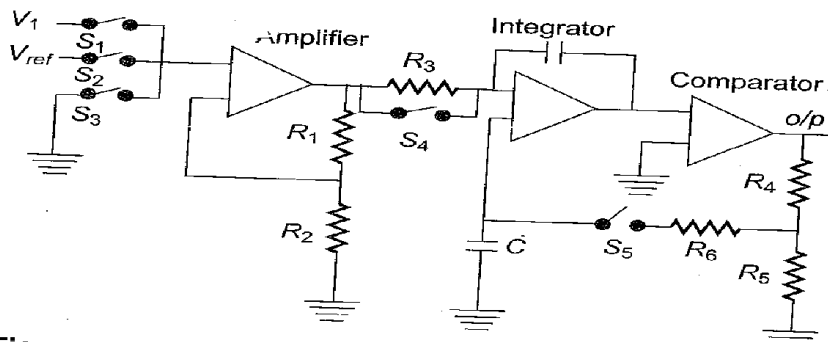 V1
S1
Vref
S2
S3
Amplifier
R1
R2
R3
S4
Integrator
Comparator
o/p
R4
C
S5
R6
R5